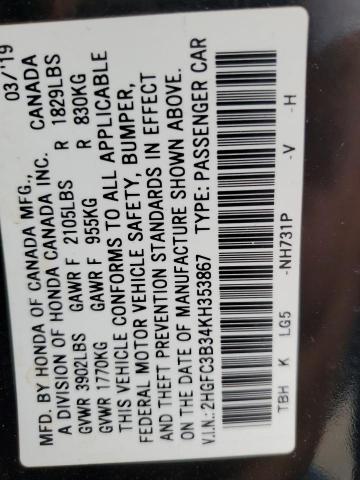 MFD. BY HONDA OF CANADA MFG., 03/'19
A DIVISION OF HONDA CANADA INC. CANADA
GVWR 3902LBS GAWR F 2105LBS R 1829LBS
GVWR 1770KG GAWR F 955KG R 830KG
THIS VEHICLE CONFORMS TO ALL APPLICABLE
FEDERAL MOTOR VEHICLE SAFETY, BUMPER,
AND THEFT PREVENTION STANDARDS IN EFFECT
ON THE DATE OF MANUFACTURE SHOWN ABOVE.
V.I.N.: 2HGFC3B34KH353867 TYPE: PASSENGER CAR
TBH K LG5 -NH731P -V -H